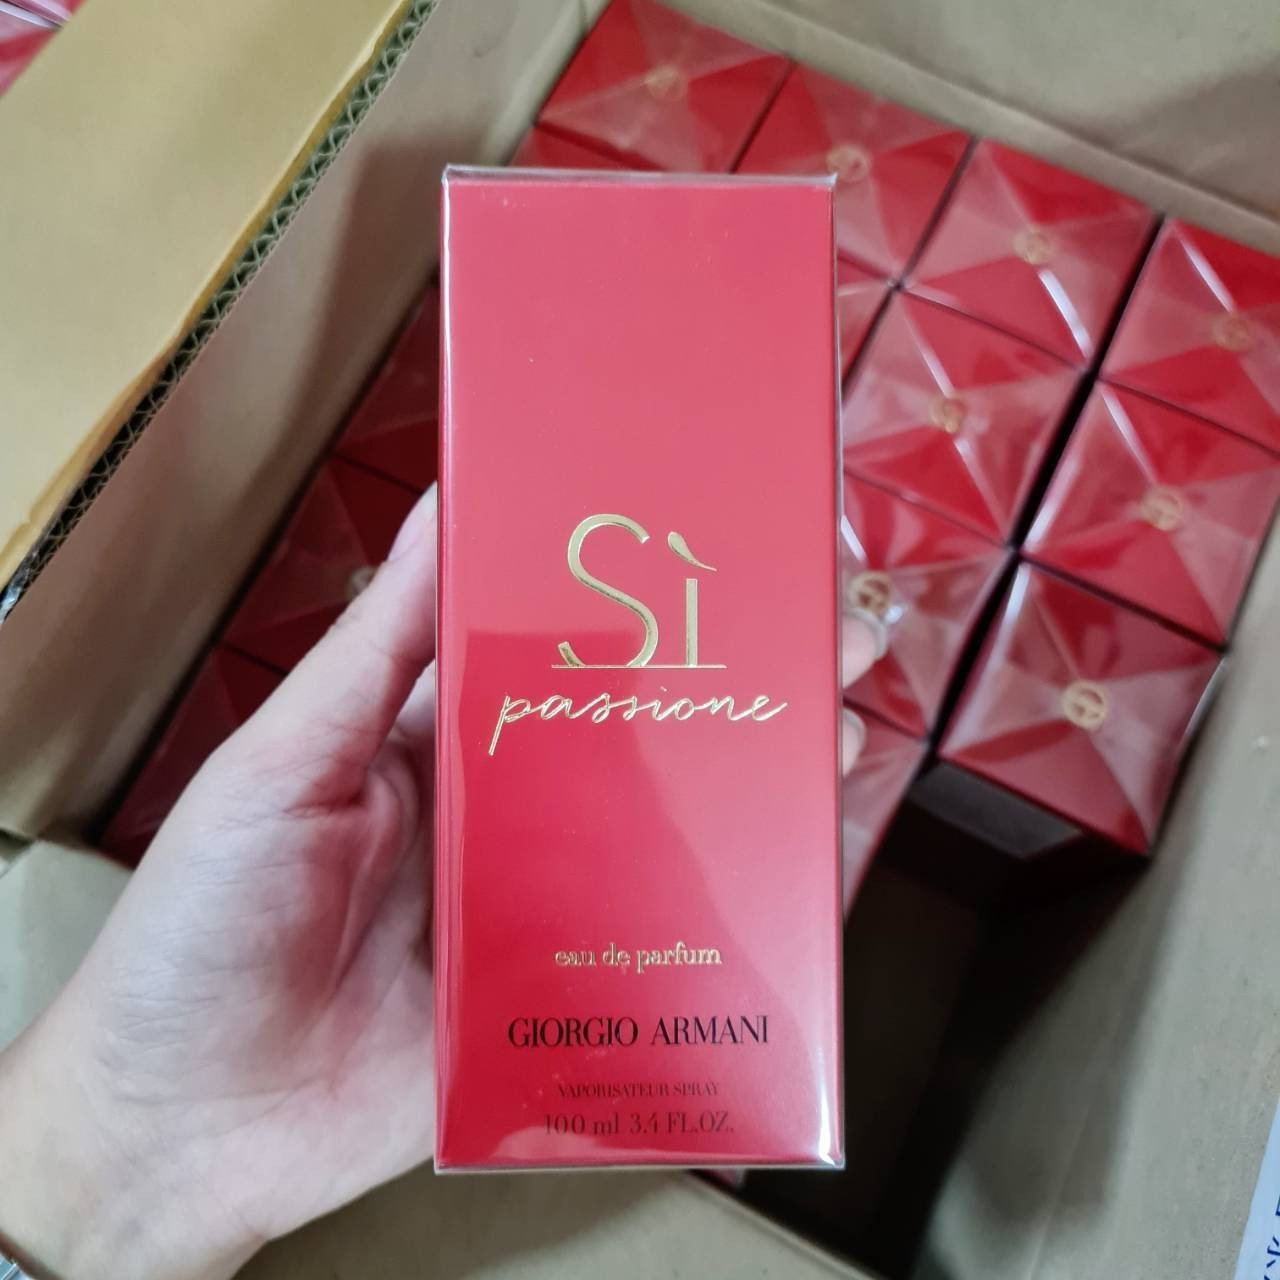 Sì
passione
eau de parfum
GIORGIO ARMANI
VAPORISATEUR SPRAY
100 ml 3.4 FL.OZ.